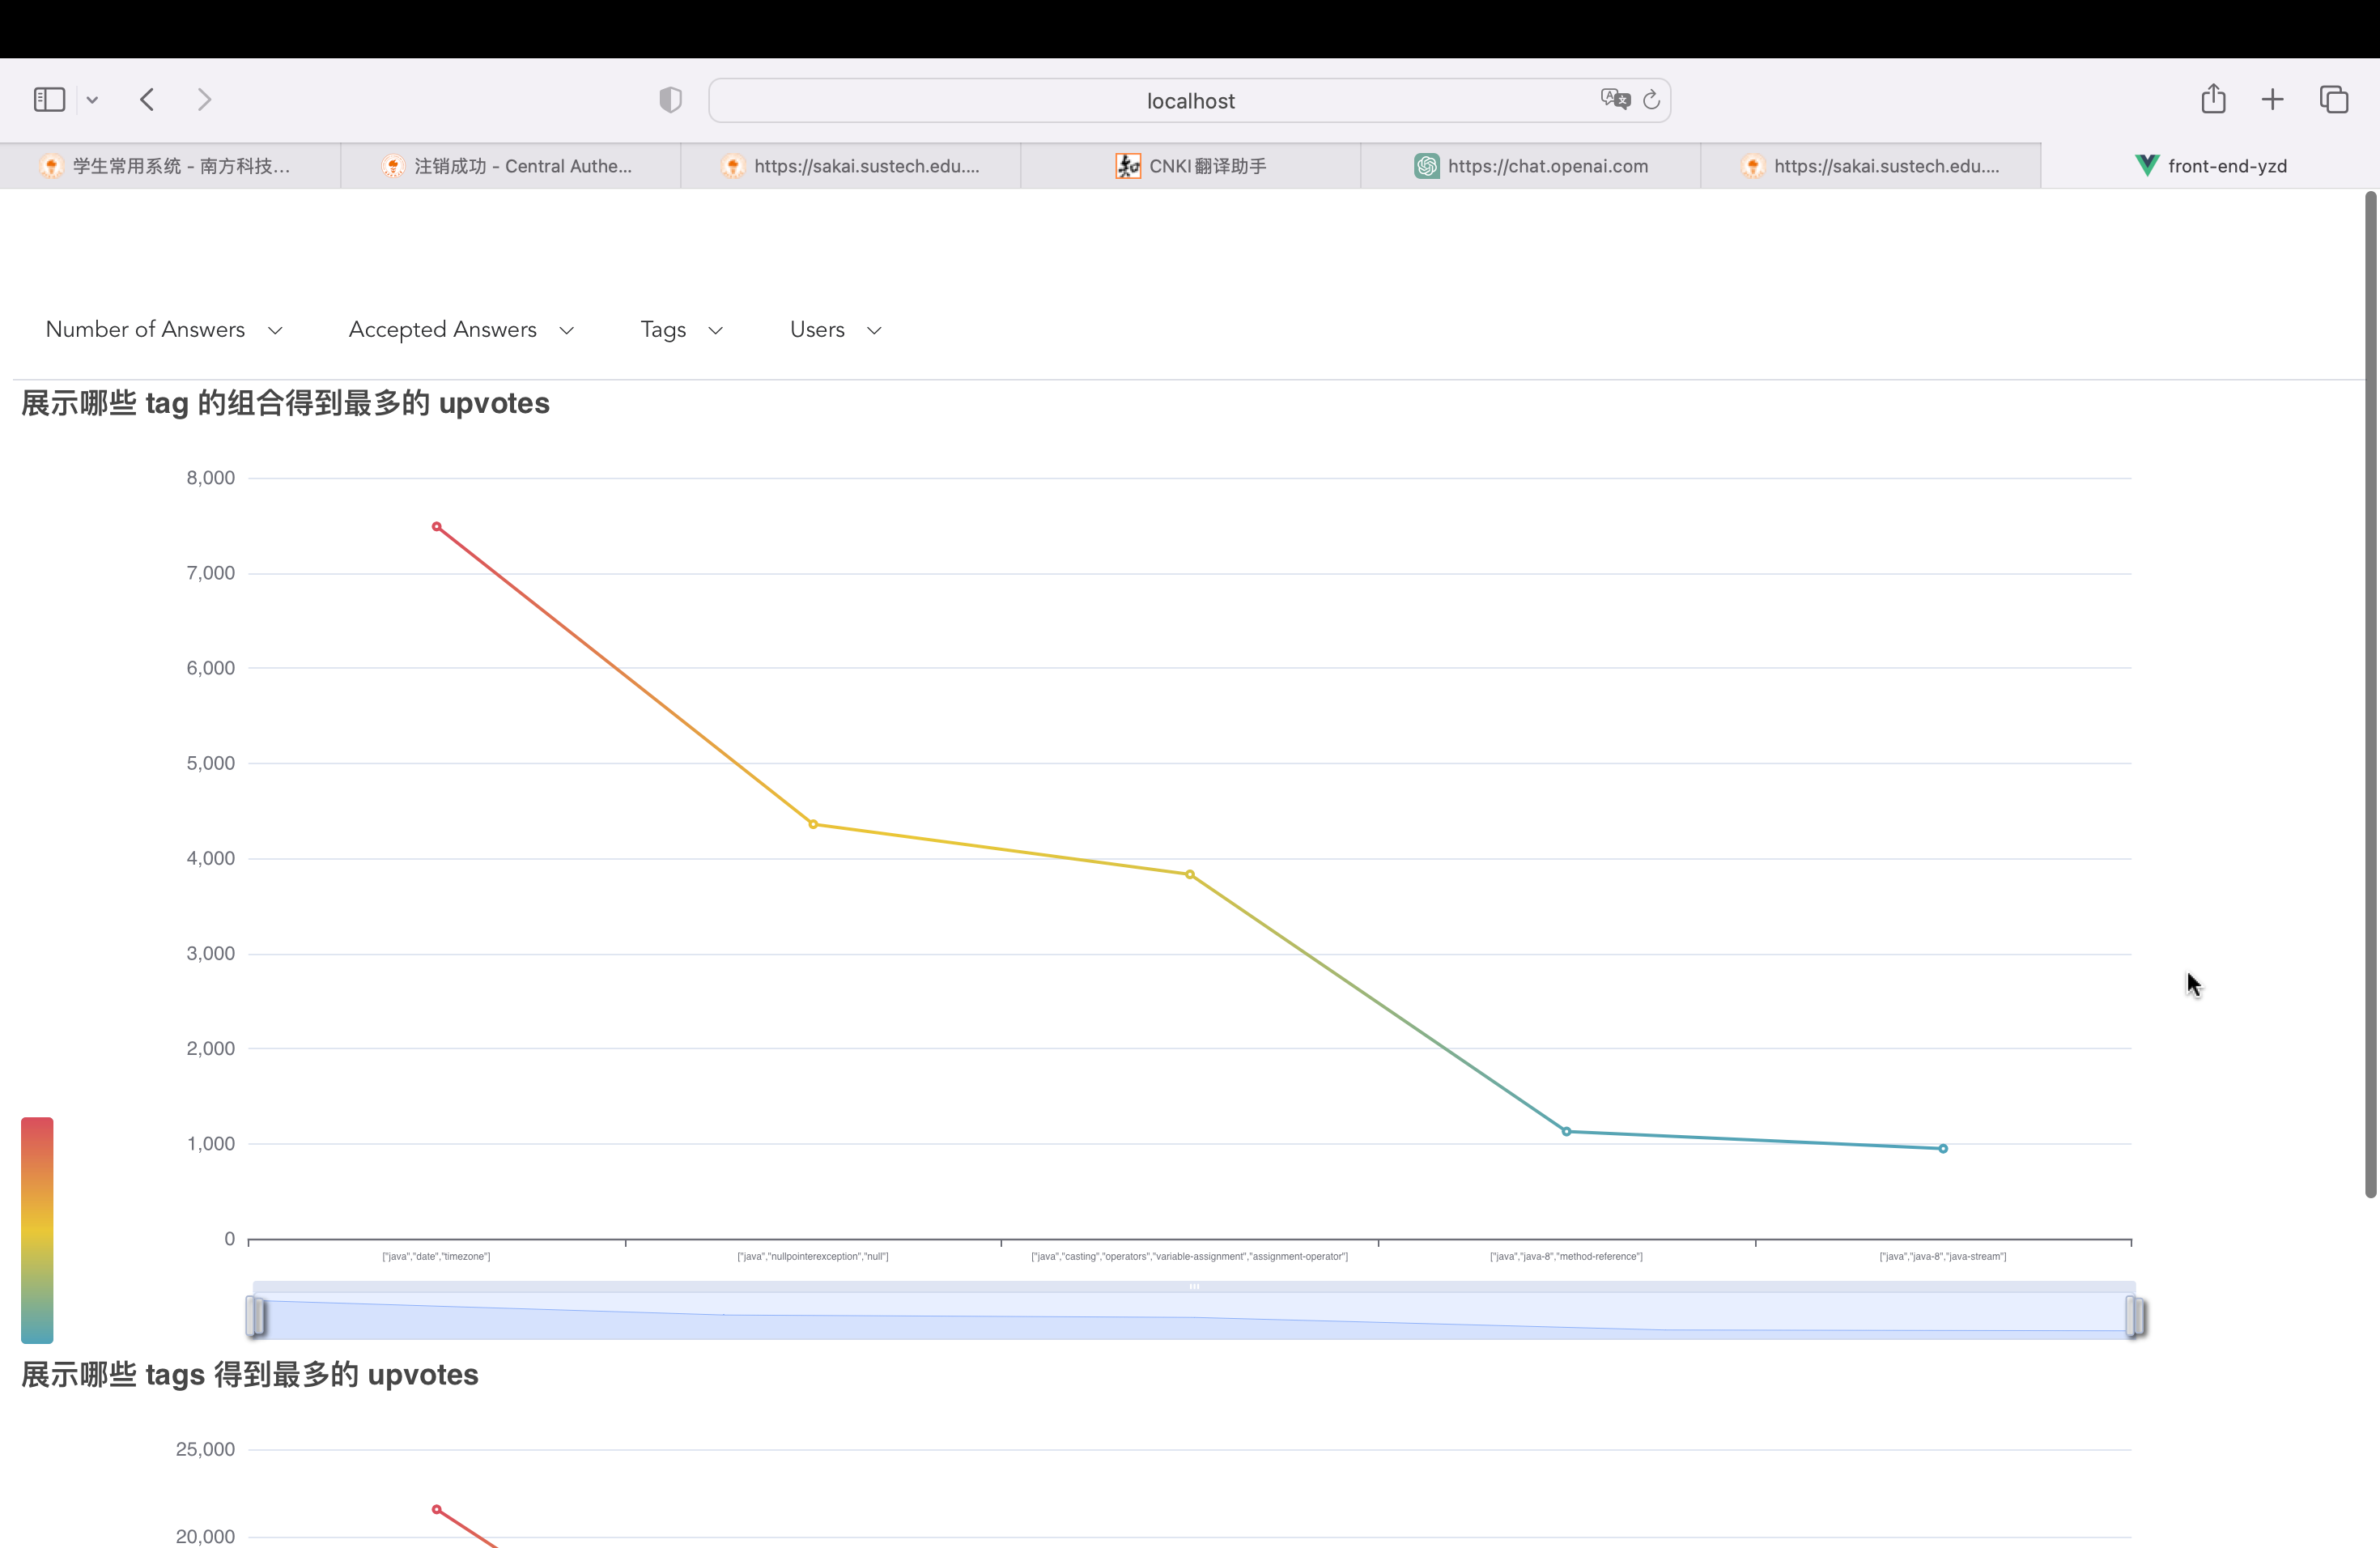 localhost
学生常用系统 - 南方科技...
注销成功 - Central Authe...
https://sakai.sustech.edu....
CNKI 翻译助手
https://chat.openai.com
https://sakai.sustech.edu....
front-end-yzd
Number of Answers
Accepted Answers
Tags
Users
展示哪些 tag 的组合得到最多的 upvotes
8,000
7,000
6,000
5,000
4,000
3,000
2,000
1,000
0
["java","date","timezone"]
["java","nullpointerexception","null"]
["java","casting","operators","variable-assignment","assignment-operator"]
["java","java-8","method-reference"]
["java","java-8","java-stream"]
展示哪些 tags 得到最多的 upvotes
25,000
20,000